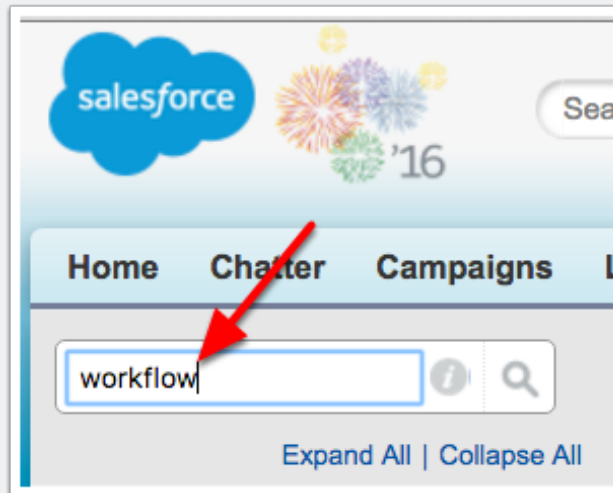 salesforce
'16
Sea
Home Chatter Campaigns L
workflow
i
Expand All | Collapse All